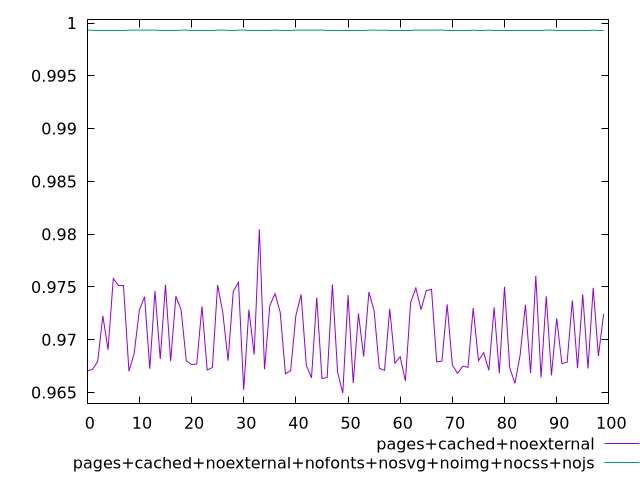 1
0.995
0.99
0.985
0.98
0.975
0.97
0.965
0 10 20 30 40 50 60 70 80 90 100
pages+cached+noexternal
pages+cached+noexternal+nofonts+nosvg+noimg+nocss+nojs